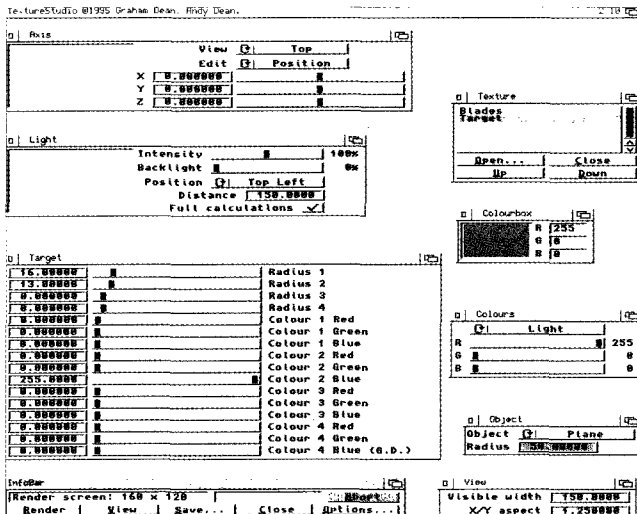 TextureStudio ©1995 Graham Dean. Andy Dean.
Axis
View Top
Edit Position
X 0.000000
Y 0.000000
Z 0.000000
Light
Intensity 100%
Backlight 0%
Position Top Left
Distance 150.0000
Full calculations
Texture
Blades
Target
Open... Close
Up Down
Colourbox
R 255
G 0
B 0
Target
16.00000 Radius 1
13.00000 Radius 2
Radius 3
Radius 4
0.000000 Colour 1 Red
0.000000 Colour 1 Green
0.000000 Colour 1 Blue
0.000000 Colour 2 Red
0.000000 Colour 2 Green
255.0000 Colour 2 Blue
0.000000 Colour 3 Red
0.000000 Colour 3 Green
0.000000 Colour 3 Blue
0.000000 Colour 4 Red
0.000000 Colour 4 Green
0.000000 Colour 4 Blue (G.D.)
Colours
Light
R 255
G 0
B 0
Object
Object Plane
Radius 50.00000
InfoBar
Render screen: 160 x 128 Abort
Render View Save... Close Options...
View
Visible width 150.0000
X/Y aspect 1.250000